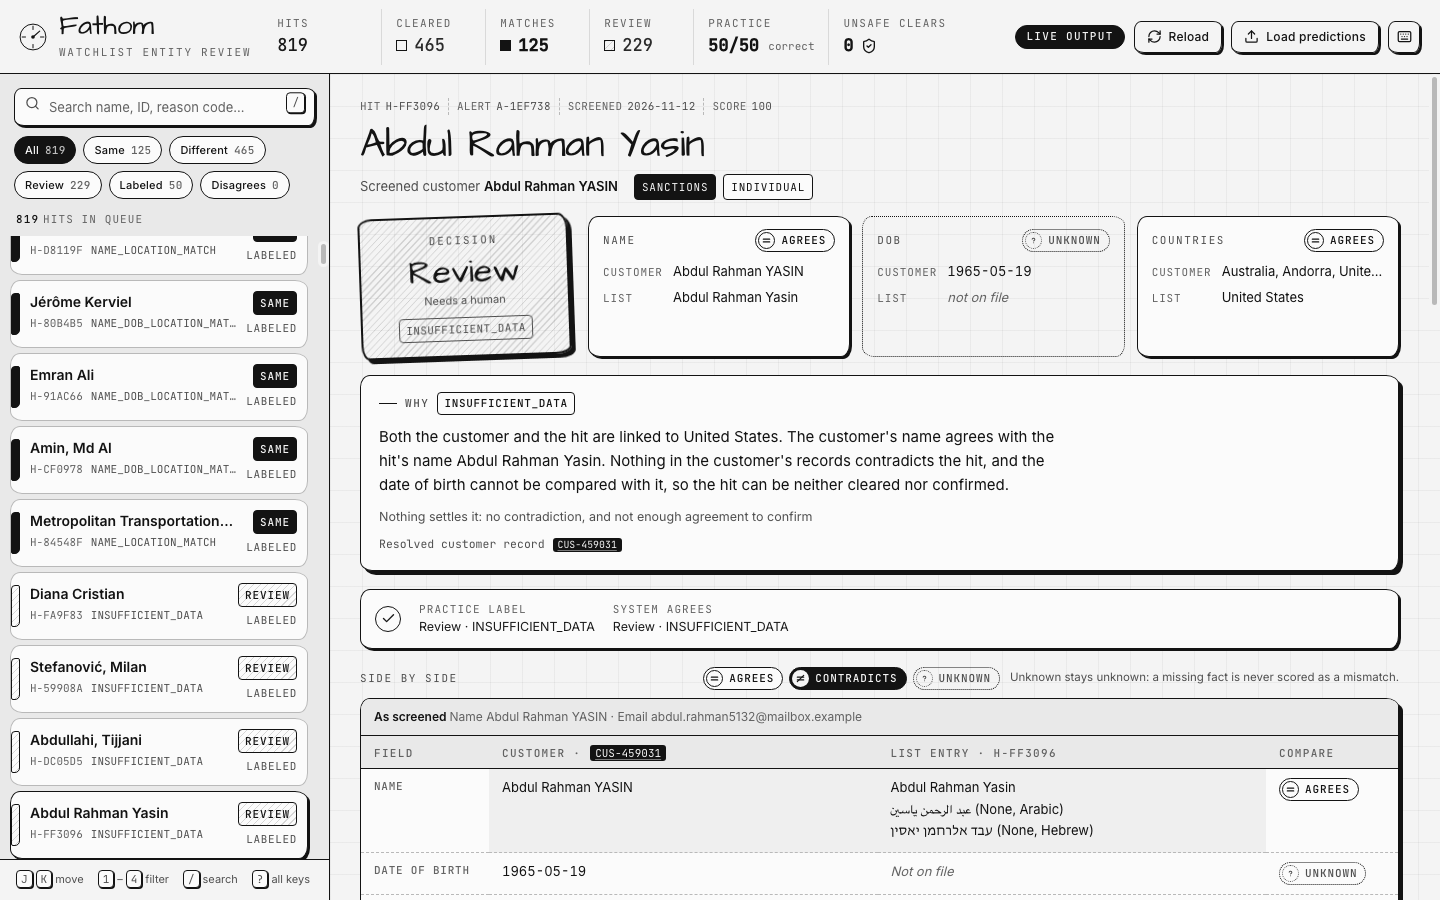 Fathom
WATCHLIST ENTITY REVIEW
HITS
819
CLEARED
465
MATCHES
125
REVIEW
229
PRACTICE
50/50 correct
UNSAFE CLEARS
0
LIVE OUTPUT
Reload
Load predictions
Search name, ID, reason code...
/
All 819
Same 125
Different 465
Review 229
Labeled 50
Disagrees 0
819 HITS IN QUEUE
H-D8119F NAME_LOCATION_MATCH
LABELED
Jérôme Kerviel
SAME
H-80B4B5 NAME_DOB_LOCATION_MAT…
LABELED
Emran Ali
SAME
H-91AC66 NAME_DOB_LOCATION_MAT…
LABELED
Amin, Md Al
SAME
H-CF0978 NAME_DOB_LOCATION_MAT…
LABELED
Metropolitan Transportation…
SAME
H-84548F NAME_LOCATION_MATCH
LABELED
Diana Cristian
REVIEW
H-FA9F83 INSUFFICIENT_DATA
LABELED
Stefanović, Milan
REVIEW
H-59908A INSUFFICIENT_DATA
LABELED
Abdullahi, Tijjani
REVIEW
H-DC05D5 INSUFFICIENT_DATA
LABELED
Abdul Rahman Yasin
REVIEW
H-FF3096 INSUFFICIENT_DATA
LABELED
J K move 1 – 4 filter / search ? all keys
HIT H-FF3096 ALERT A-1EF738 SCREENED 2026-11-12 SCORE 100
Abdul Rahman Yasin
Screened customer Abdul Rahman YASIN SANCTIONS INDIVIDUAL
DECISION
Review
Needs a human
INSUFFICIENT_DATA
NAME
= AGREES
CUSTOMER Abdul Rahman YASIN
LIST Abdul Rahman Yasin
DOB
? UNKNOWN
CUSTOMER 1965-05-19
LIST not on file
COUNTRIES
= AGREES
CUSTOMER Australia, Andorra, Unite…
LIST United States
WHY INSUFFICIENT_DATA
Both the customer and the hit are linked to United States. The customer's name agrees with the
hit's name Abdul Rahman Yasin. Nothing in the customer's records contradicts the hit, and the
date of birth cannot be compared with it, so the hit can be neither cleared nor confirmed.
Nothing settles it: no contradiction, and not enough agreement to confirm
Resolved customer record CUS-459031
PRACTICE LABEL
Review · INSUFFICIENT_DATA
SYSTEM AGREES
Review · INSUFFICIENT_DATA
SIDE BY SIDE
= AGREES ≠ CONTRADICTS ? UNKNOWN Unknown stays unknown: a missing fact is never scored as a mismatch.
As screened Name Abdul Rahman YASIN · Email abdul.rahman5132@mailbox.example
FIELD CUSTOMER · CUS-459031 LIST ENTRY · H-FF3096 COMPARE
NAME Abdul Rahman YASIN Abdul Rahman Yasin = AGREES
عبد الرحمن ياسين (None, Arabic)
עבד אלרחמן יאסין (None, Hebrew)
DATE OF BIRTH 1965-05-19 Not on file ? UNKNOWN